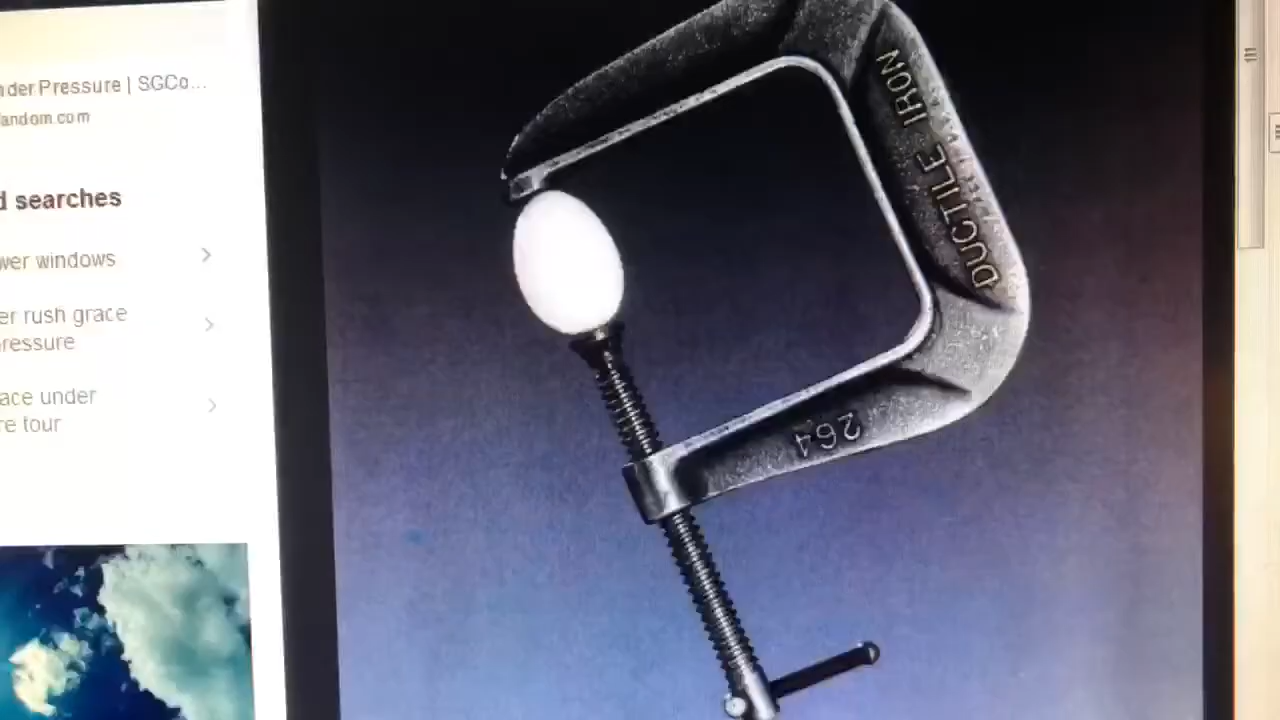 nder Pressure | SGCo...
andom.com
d searches
wer windows
er rush grace
ressure
ace under
re tour
DUCTILE IRON
264